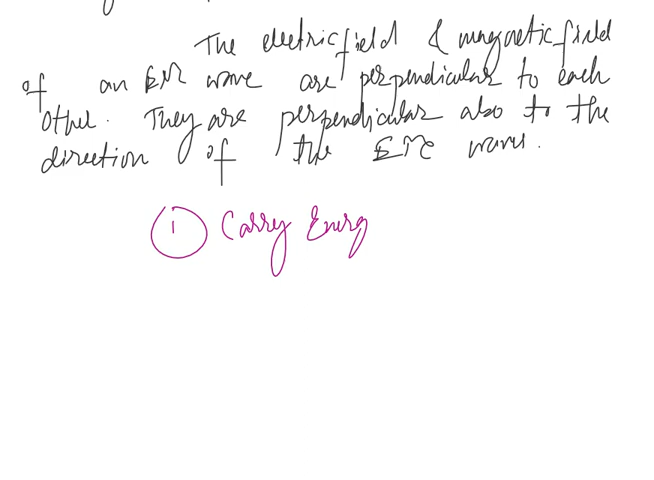 The electric field & magnetic field
of an EM wave are perpendicular to each
other. They are perpendicular also to the
direction of the EM wave.
1 Carry Energ